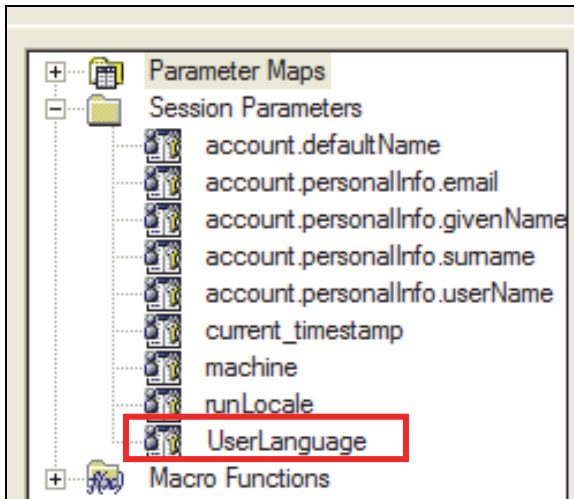 Parameter Maps
Session Parameters
account.defaultName
account.personalInfo.email
account.personalInfo.givenName
account.personalInfo.surname
account.personalInfo.userName
current_timestamp
machine
runLocale
UserLanguage
f(x) Macro Functions